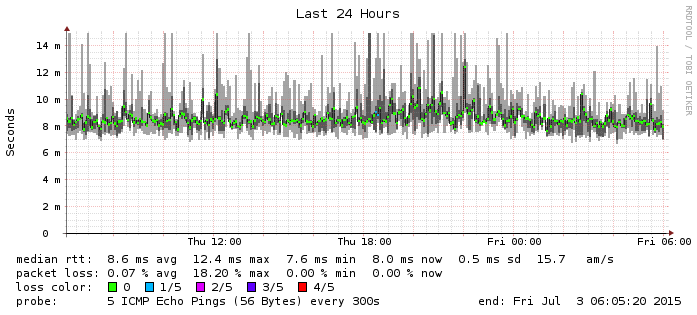 Last 24 Hours
RRDTOOL / TOBI OETIKER
Seconds
14 m
12 m
10 m
8 m
6 m
4 m
2 m
0
Thu 12:00 Thu 18:00 Fri 00:00 Fri 06:00
median rtt: 8.6 ms avg 12.4 ms max 7.6 ms min 8.0 ms now 0.5 ms sd 15.7 am/s
packet loss: 0.07 % avg 18.20 % max 0.00 % min 0.00 % now
loss color: 0 1/5 2/5 3/5 4/5
probe: 5 ICMP Echo Pings (56 Bytes) every 300s end: Fri Jul 3 06:05:20 2015